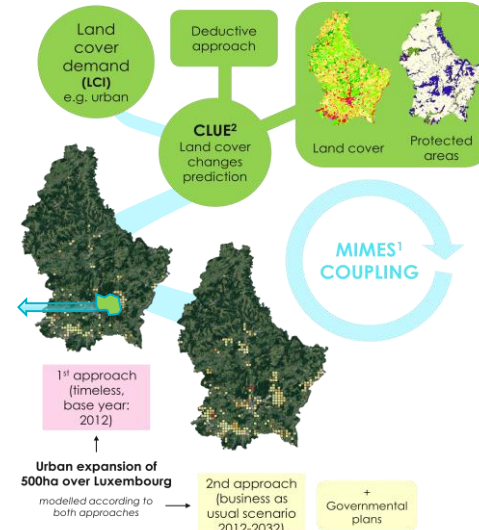 Land
cover
demand
(LCI)
e.g. urban
Deductive
approach
CLUE²
Land cover
changes
prediction
Land cover
Protected
areas
MIMES¹
COUPLING
1st approach
(timeless,
base year:
2012)
Urban expansion of
500ha over Luxembourg
modelled according to
both approaches
2nd approach
(business as
usual scenario
2012-2032)
+
Governmental
plans